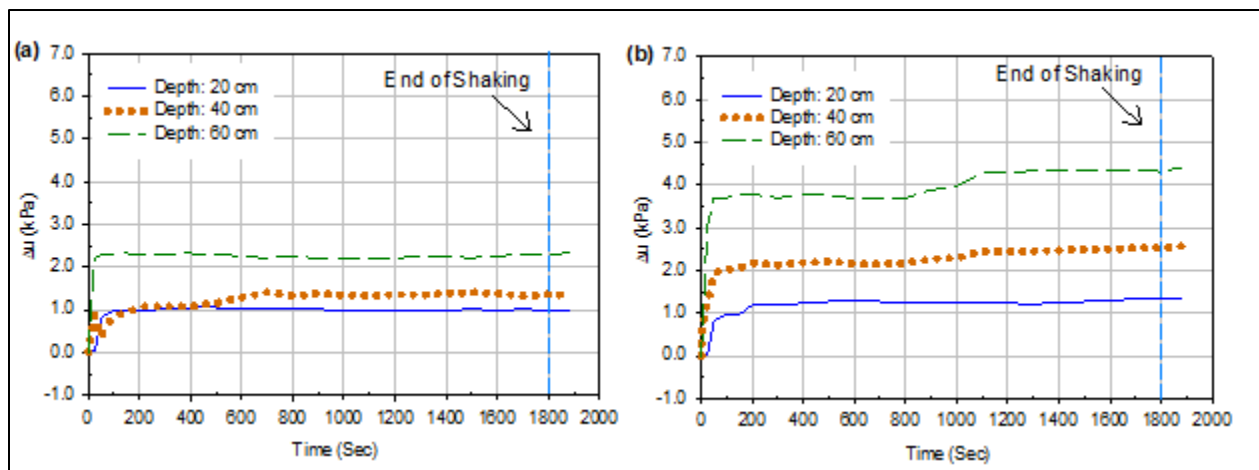 (a)
7.0
6.0
5.0
4.0
3.0
2.0
1.0
0.0
-1.0
Δu (kPa)
Depth: 20 cm
Depth: 40 cm
Depth: 60 cm
End of Shaking
0 200 400 600 800 1000 1200 1400 1600 1800 2000
Time (Sec)
(b)
7.0
6.0
5.0
4.0
3.0
2.0
1.0
0.0
-1.0
Δu (kPa)
Depth: 20 cm
Depth: 40 cm
Depth: 60 cm
End of Shaking
0 200 400 600 800 1000 1200 1400 1600 1800 2000
Time (Sec)